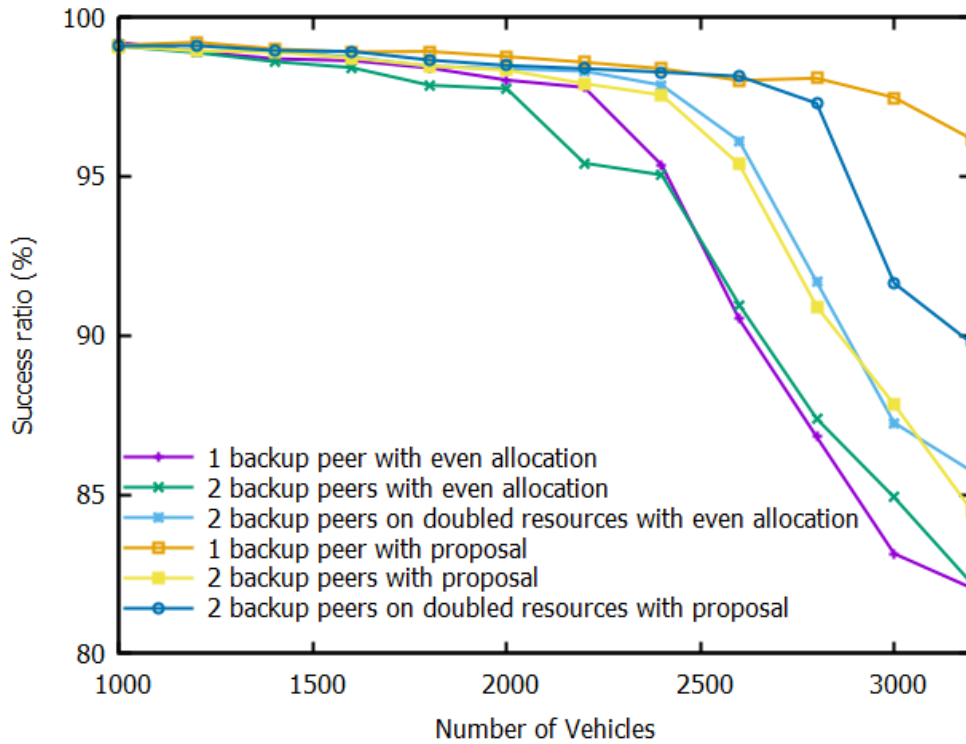 100
95
90
85
80
Success ratio (%)
1 backup peer with even allocation
2 backup peers with even allocation
2 backup peers on doubled resources with even allocation
1 backup peer with proposal
2 backup peers with proposal
2 backup peers on doubled resources with proposal
1000 1500 2000 2500 3000
Number of Vehicles